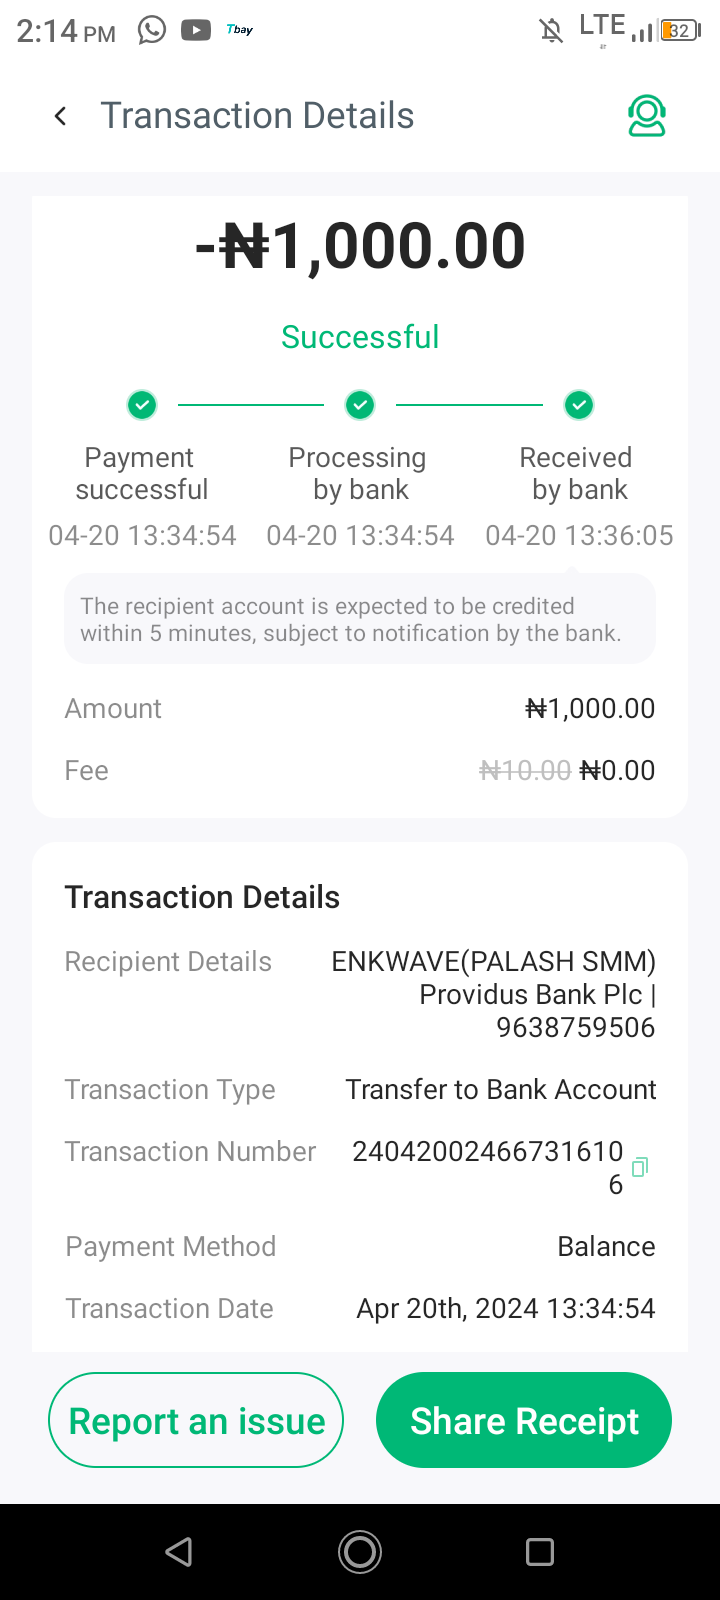 2:14 PM Tbay LTE 32
Transaction Details
-₦1,000.00
Successful
Payment successful
04-20 13:34:54
Processing by bank
04-20 13:34:54
Received by bank
04-20 13:36:05
The recipient account is expected to be credited
within 5 minutes, subject to notification by the bank.
Amount ₦1,000.00
Fee ₦10.00 ₦0.00
Transaction Details
Recipient Details ENKWAVE(PALASH SMM)
Providus Bank Plc |
9638759506
Transaction Type Transfer to Bank Account
Transaction Number 24042002466731610
6
Payment Method Balance
Transaction Date Apr 20th, 2024 13:34:54
Report an issue
Share Receipt